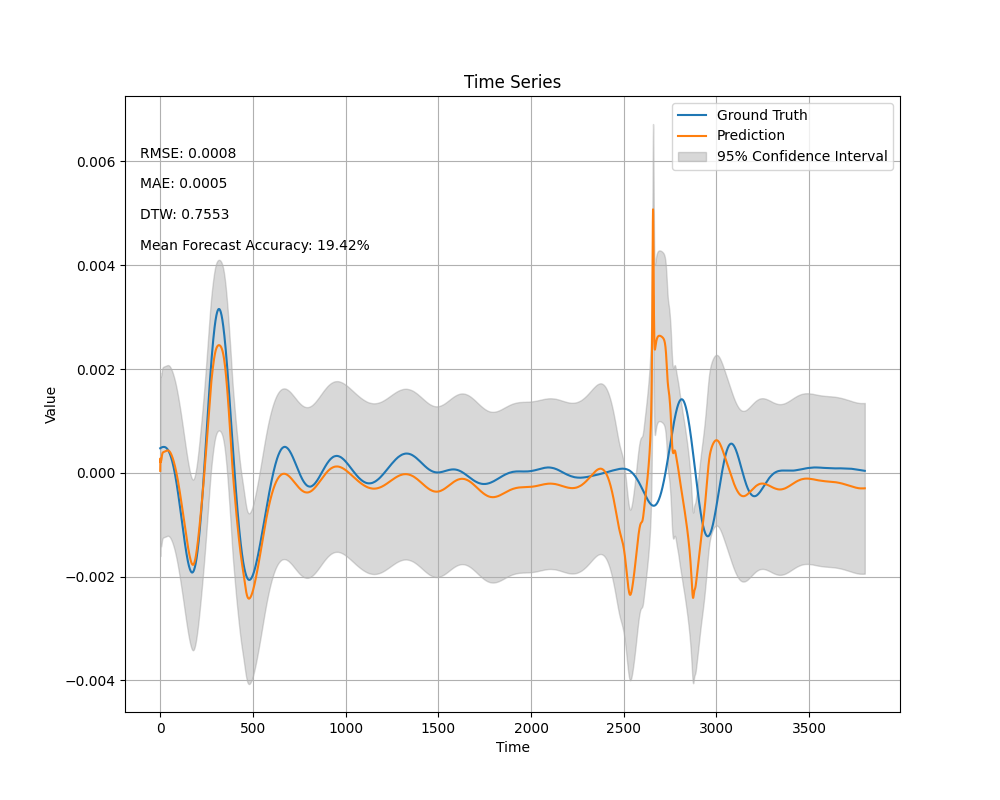 Time Series
Ground Truth
Prediction
95% Confidence Interval
RMSE: 0.0008
MAE: 0.0005
DTW: 0.7553
Mean Forecast Accuracy: 19.42%
Value
0.006
0.004
0.002
0.000
−0.002
−0.004
0 500 1000 1500 2000 2500 3000 3500
Time